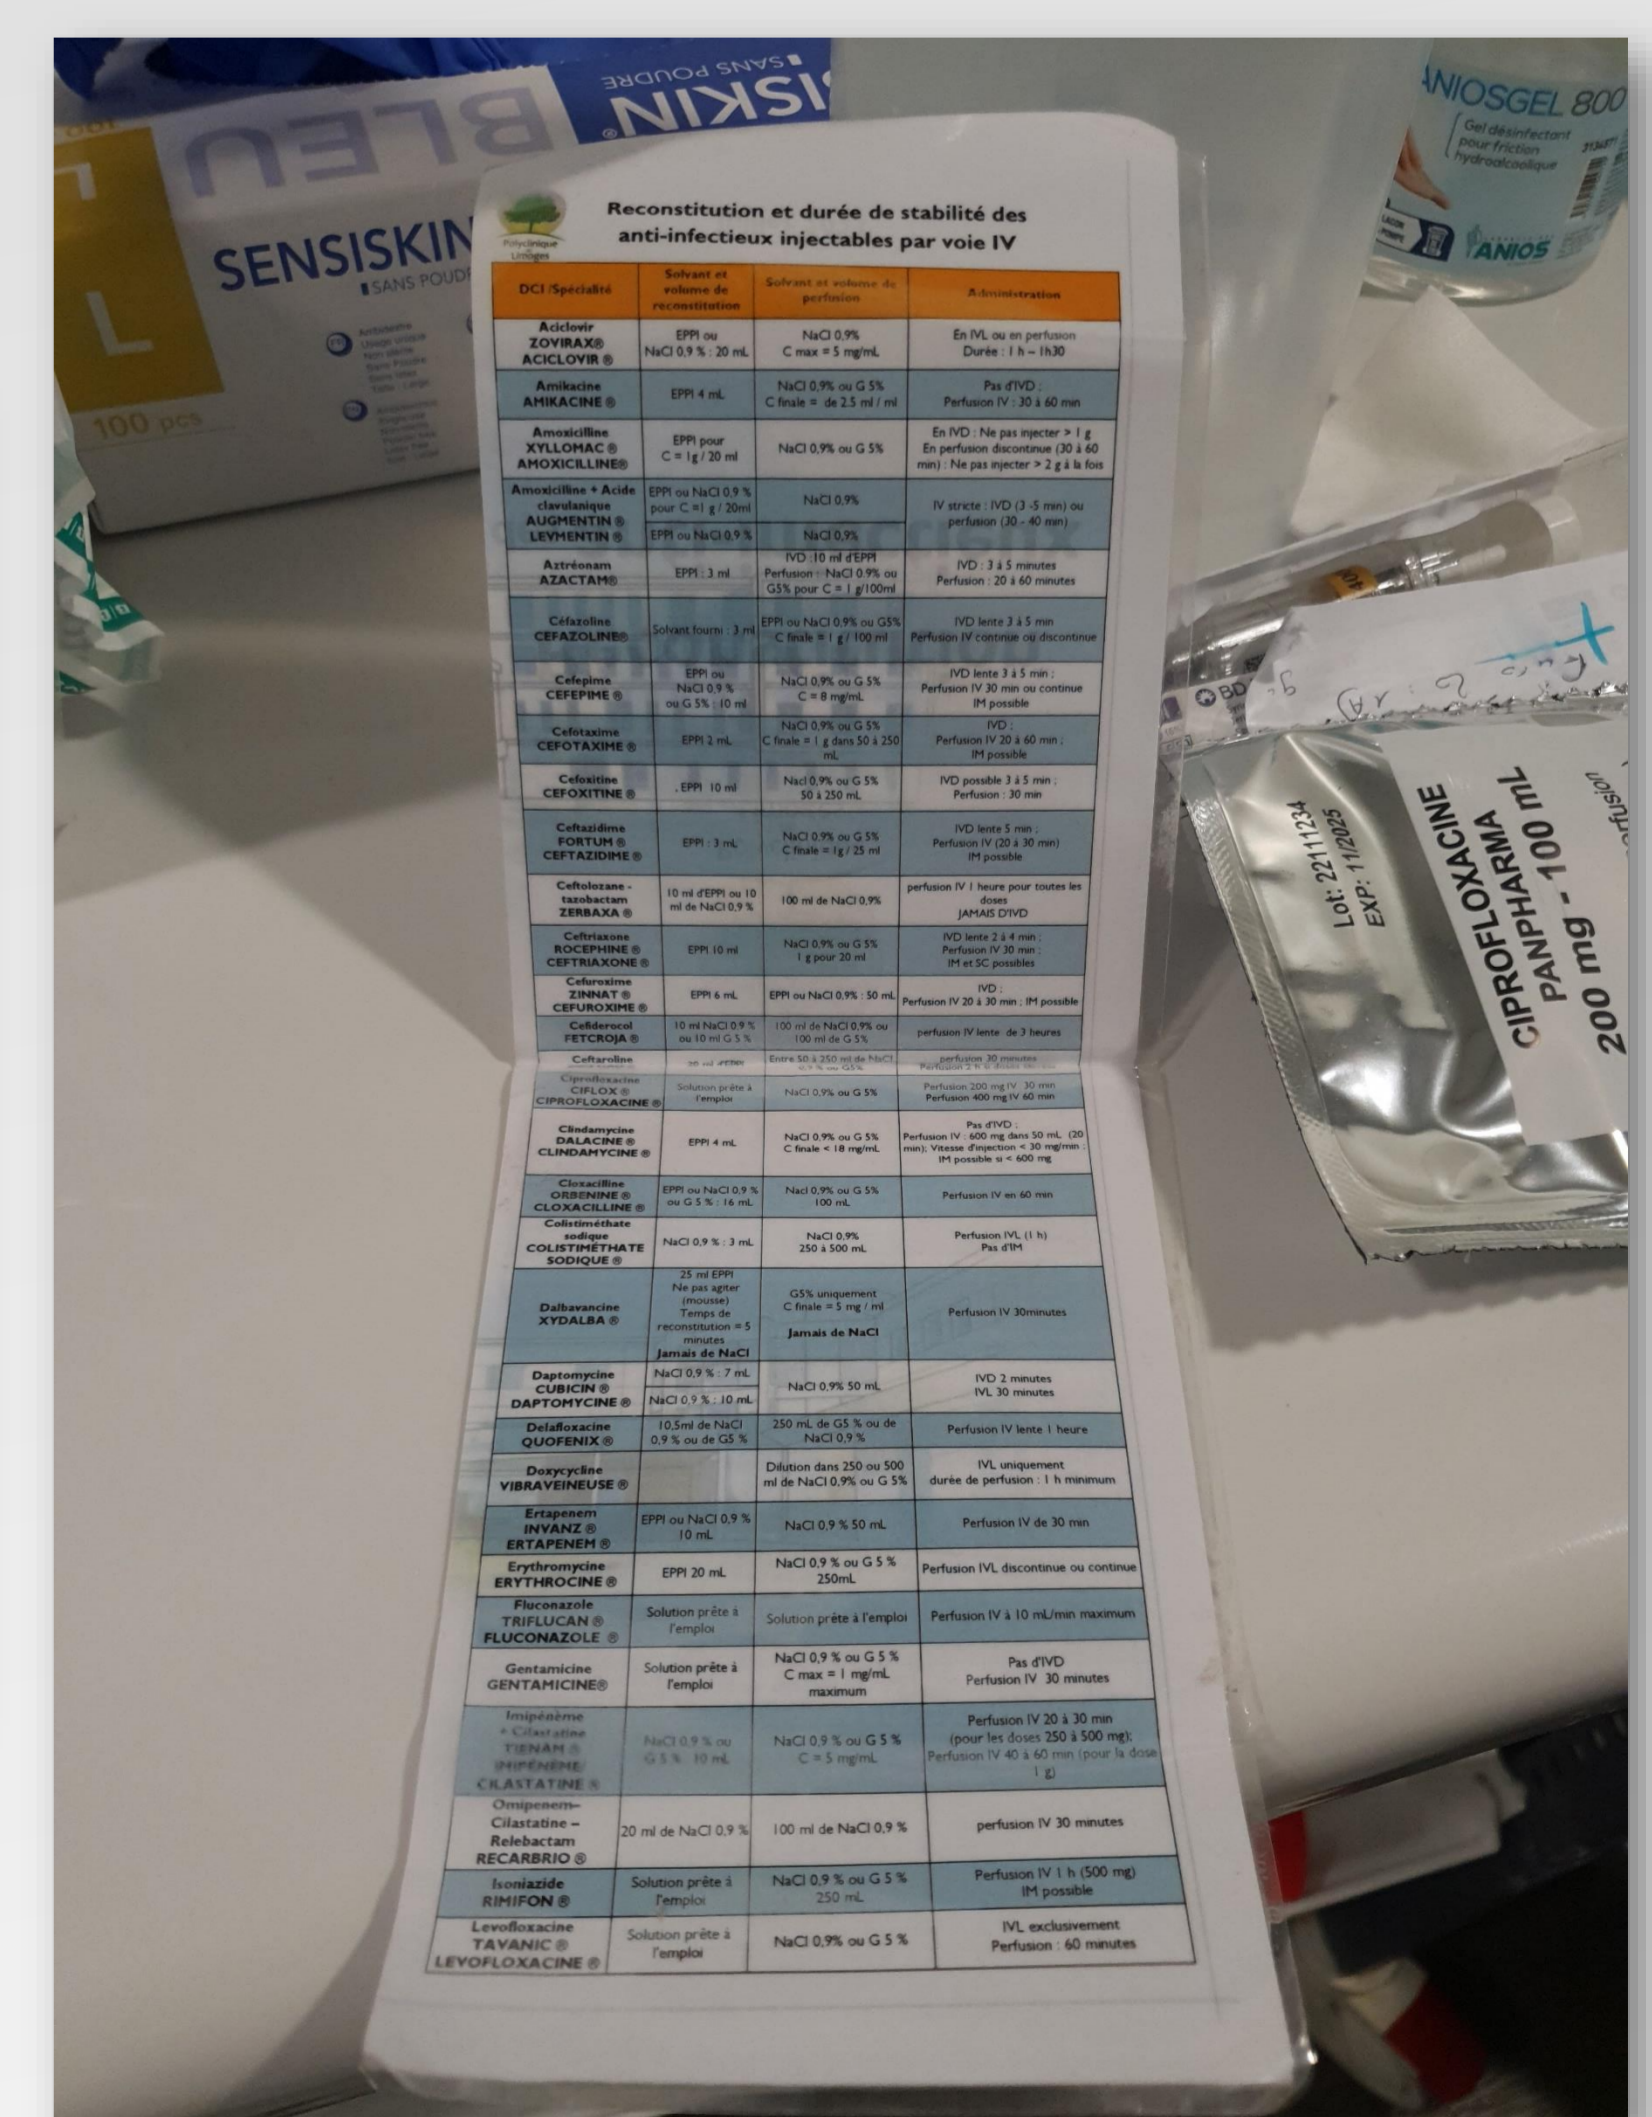 SANS POUDRE
SISKIN®
BLEU
SENSISKIN
SANS POUDRE
L
100 pcs
ANIOSGEL 800
Gel désinfectant
pour friction
hydroalcoolique
ANIOS
Polyclinique
Limoges
Reconstitution et durée de stabilité des
anti-infectieux injectables par voie IV
DCI /Spécialité
Solvant et
volume de
reconstitution
Solvant et volume de
perfusion
Administration
Aciclovir
ZOVIRAX®
ACICLOVIR ®
EPPI ou
NaCl 0,9 % : 20 mL
NaCl 0,9%
C max = 5 mg/mL
En IVL ou en perfusion
Durée : 1 h – 1h30
Amikacine
AMIKACINE ®
EPPI 4 mL
NaCl 0,9% ou G 5%
C finale = de 2.5 ml / ml
Pas d'IVD ;
Perfusion IV : 30 à 60 min
Amoxicilline
XYLLOMAC ®
AMOXICILLINE®
EPPI pour
C = 1g / 20 ml
NaCl 0,9% ou G 5%
En IVD : Ne pas injecter > 1 g
En perfusion discontinue (30 à 60
min) : Ne pas injecter > 2 g à la fois
Amoxicilline + Acide
clavulanique
AUGMENTIN ®
LEVMENTIN ®
EPPI ou NaCl 0,9 %
pour C =1 g / 20ml
NaCl 0,9%
EPPI ou NaCl 0,9 %
NaCl 0,9%
IV stricte : IVD (3 -5 min) ou
perfusion (30 - 40 min)
Aztréonam
AZACTAM®
EPPI : 3 ml
IVD :10 ml d'EPPI
Perfusion : NaCl 0.9% ou
G5% pour C = 1 g/100ml
IVD : 3 à 5 minutes
Perfusion : 20 à 60 minutes
Céfazoline
CEFAZOLINE®
Solvant fourni : 3 ml
EPPI ou NaCl 0,9% ou G5%
C finale = 1 g / 100 ml
IVD lente 3 à 5 min
Perfusion IV continue ou discontinue
Cefepime
CEFEPIME ®
EPPI ou
NaCl 0,9 %
ou G 5% : 10 ml
NaCl 0,9% ou G 5%
C = 8 mg/mL
IVD lente 3 à 5 min ;
Perfusion IV 30 min ou continue
IM possible
Cefotaxime
CEFOTAXIME ®
EPPI 2 mL
NaCl 0,9% ou G 5%
C finale = 1 g dans 50 à 250
mL
IVD ;
Perfusion IV 20 à 60 min ;
IM possible
Cefoxitine
CEFOXITINE ®
. EPPI 10 ml
Nacl 0,9% ou G 5%
50 à 250 mL
IVD possible 3 à 5 min ;
Perfusion : 30 min
Ceftazidime
FORTUM ®
CEFTAZIDIME ®
EPPI : 3 mL
NaCl 0.9% ou G 5%
C finale = 1g / 25 ml
IVD lente 5 min ;
Perfusion IV (20 à 30 min)
IM possible
Ceftolozane -
tazobactam
ZERBAXA ®
10 ml d'EPPI ou 10
ml de NaCl 0,9 %
100 ml de NaCl 0,9%
perfusion IV 1 heure pour toutes les
doses
JAMAIS D'IVD
Ceftriaxone
ROCEPHINE ®
CEFTRIAXONE ®
EPPI 10 ml
NaCl 0,9% ou G 5%
1 g pour 20 ml
IVD lente 2 à 4 min ;
Perfusion IV 30 min ;
IM et SC possibles
Cefuroxime
ZINNAT ®
CEFUROXIME ®
EPPI 6 mL
EPPI ou NaCl 0,9% : 50 mL
IVD ;
Perfusion IV 20 à 30 min ; IM possible
Cefiderocol
FETCROJA ®
10 ml NaCl 0.9 %
ou 10 ml G 5 %
100 ml de NaCl 0,9% ou
100 ml de G 5%
perfusion IV lente de 3 heures
Ceftaroline
Entre 50 à 250 ml de NaCl
0,9 % ou G5%
perfusion 30 minutes
Ciprofloxacine
CIFLOX ®
CIPROFLOXACINE ®
Solution prête à
l'emploi
NaCl 0,9% ou G 5%
Perfusion 200 mg IV 30 min
Perfusion 400 mg IV 60 min
Clindamycine
DALACINE ®
CLINDAMYCINE ®
EPPI 4 mL
NaCl 0,9% ou G 5%
C finale < 18 mg/mL
Pas d'IVD ;
Perfusion IV : 600 mg dans 50 mL (20
min); Vitesse d'injection < 30 mg/min ;
IM possible si < 600 mg
Cloxacilline
ORBENINE ®
CLOXACILLINE ®
EPPI ou NaCl 0,9 %
ou G 5 % : 16 mL
Nacl 0,9% ou G 5%
100 mL
Perfusion IV en 60 min
Colistiméthate
sodique
COLISTIMÉTHATE
SODIQUE ®
NaCl 0,9 % : 3 mL
NaCl 0,9%
250 à 500 mL
Perfusion IVL (1 h)
Pas d'IM
Dalbavancine
XYDALBA ®
25 ml EPPI
Ne pas agiter
(mousse)
Temps de
reconstitution = 5
minutes
Jamais de NaCl
G5% uniquement
C finale = 5 mg / ml
Jamais de NaCl
Perfusion IV 30minutes
Daptomycine
CUBICIN ®
DAPTOMYCINE ®
NaCl 0,9 % : 7 mL
NaCl 0,9 % : 10 mL
NaCl 0,9% 50 mL
IVD 2 minutes
IVL 30 minutes
Delafloxacine
QUOFENIX ®
10,5ml de NaCl
0,9 % ou de G5 %
250 mL de G5 % ou de
NaCl 0,9 %
Perfusion IV lente 1 heure
Doxycycline
VIBRAVEINEUSE ®
Dilution dans 250 ou 500
ml de NaCl 0,9% ou G 5%
IVL uniquement
durée de perfusion : 1 h minimum
Ertapenem
INVANZ ®
ERTAPENEM ®
EPPI ou NaCl 0,9 %
10 mL
NaCl 0,9 % 50 mL
Perfusion IV de 30 min
Erythromycine
ERYTHROCINE ®
EPPI 20 mL
NaCl 0,9 % ou G 5 %
250mL
Perfusion IVL discontinue ou continue
Fluconazole
TRIFLUCAN ®
FLUCONAZOLE ®
Solution prête à
l'emploi
Solution prête à l'emploi
Perfusion IV à 10 mL/min maximum
Gentamicine
GENTAMICINE®
Solution prête à
l'emploi
NaCl 0,9 % ou G 5 %
C max = 1 mg/mL
maximum
Pas d'IVD
Perfusion IV 30 minutes
Imipénème
+ Cilastatine
TIENAM ®
IMIPÉNÈME/
CILASTATINE ®
NaCl 0,9 % ou
G 5 % 10 mL
NaCl 0,9 % ou G 5 %
C = 5 mg/mL
Perfusion IV 20 à 30 min
(pour les doses 250 à 500 mg);
Perfusion IV 40 à 60 min (pour la dose
1 g)
Omipenem–
Cilastatine –
Relebactam
RECARBRIO ®
20 ml de NaCl 0,9 %
100 ml de NaCl 0,9 %
perfusion IV 30 minutes
Isoniazide
RIMIFON ®
Solution prête à
l'emploi
NaCl 0,9 % ou G 5 %
250 mL
Perfusion IV 1 h (500 mg)
IM possible
Levofloxacine
TAVANIC ®
LEVOFLOXACINE ®
Solution prête à
l'emploi
NaCl 0,9% ou G 5 %
IVL exclusivement
Perfusion : 60 minutes
BD
Lot: 22111234
EXP: 11/2025
CIPROFLOXACINE
PANPHARMA
200 mg - 100 mL